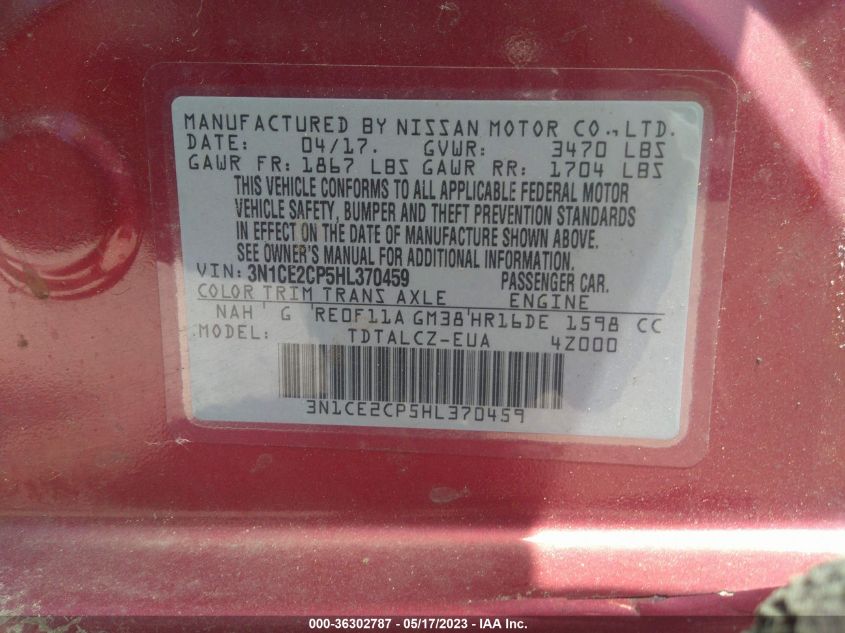 MANUFACTURED BY NISSAN MOTOR CO., LTD.
DATE: 04/17. GVWR: 3470 LBS
GAWR FR: 1867 LBS GAWR RR: 1704 LBS
THIS VEHICLE CONFORMS TO ALL APPLICABLE FEDERAL MOTOR
VEHICLE SAFETY, BUMPER AND THEFT PREVENTION STANDARDS
IN EFFECT ON THE DATE OF MANUFACTURE SHOWN ABOVE.
SEE OWNER'S MANUAL FOR ADDITIONAL INFORMATION.
VIN: 3N1CE2CP5HL370459 PASSENGER CAR.
COLOR TRIM TRANS AXLE ENGINE
NAH G RE0F11A GM38 HR16DE 1598 CC
MODEL: TDTALCZ-EUA 4Z000
3N1CE2CP5HL370459
000-36302787 - 05/17/2023 - IAA Inc.